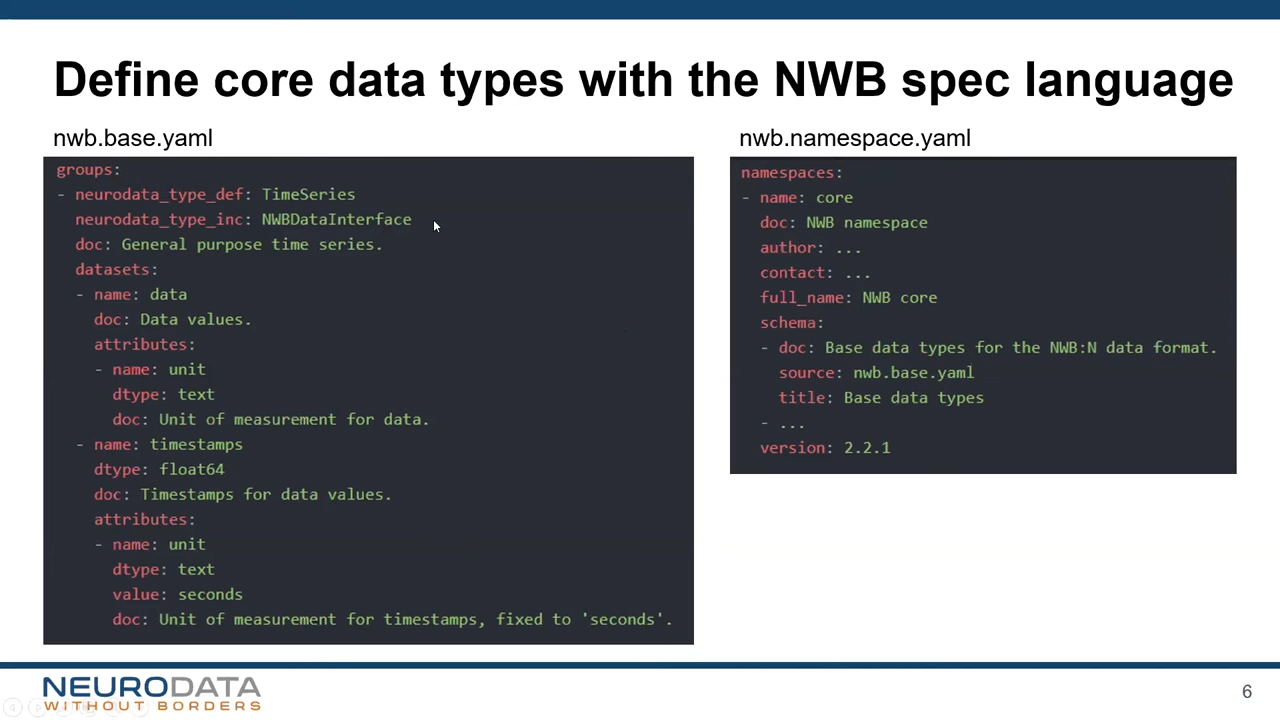 Define core data types with the NWB spec language
nwb.base.yaml
groups:
- neurodata_type_def: TimeSeries
  neurodata_type_inc: NWBDataInterface
  doc: General purpose time series.
  datasets:
  - name: data
    doc: Data values.
    attributes:
    - name: unit
      dtype: text
      doc: Unit of measurement for data.
  - name: timestamps
    dtype: float64
    doc: Timestamps for data values.
    attributes:
    - name: unit
      dtype: text
      value: seconds
      doc: Unit of measurement for timestamps, fixed to 'seconds'.
nwb.namespace.yaml
namespaces:
- name: core
  doc: NWB namespace
  author: ...
  contact: ...
  full_name: NWB core
  schema:
  - doc: Base data types for the NWB:N data format.
    source: nwb.base.yaml
    title: Base data types
  - ...
  version: 2.2.1
NEURODATA
WITHOUT BORDERS
6